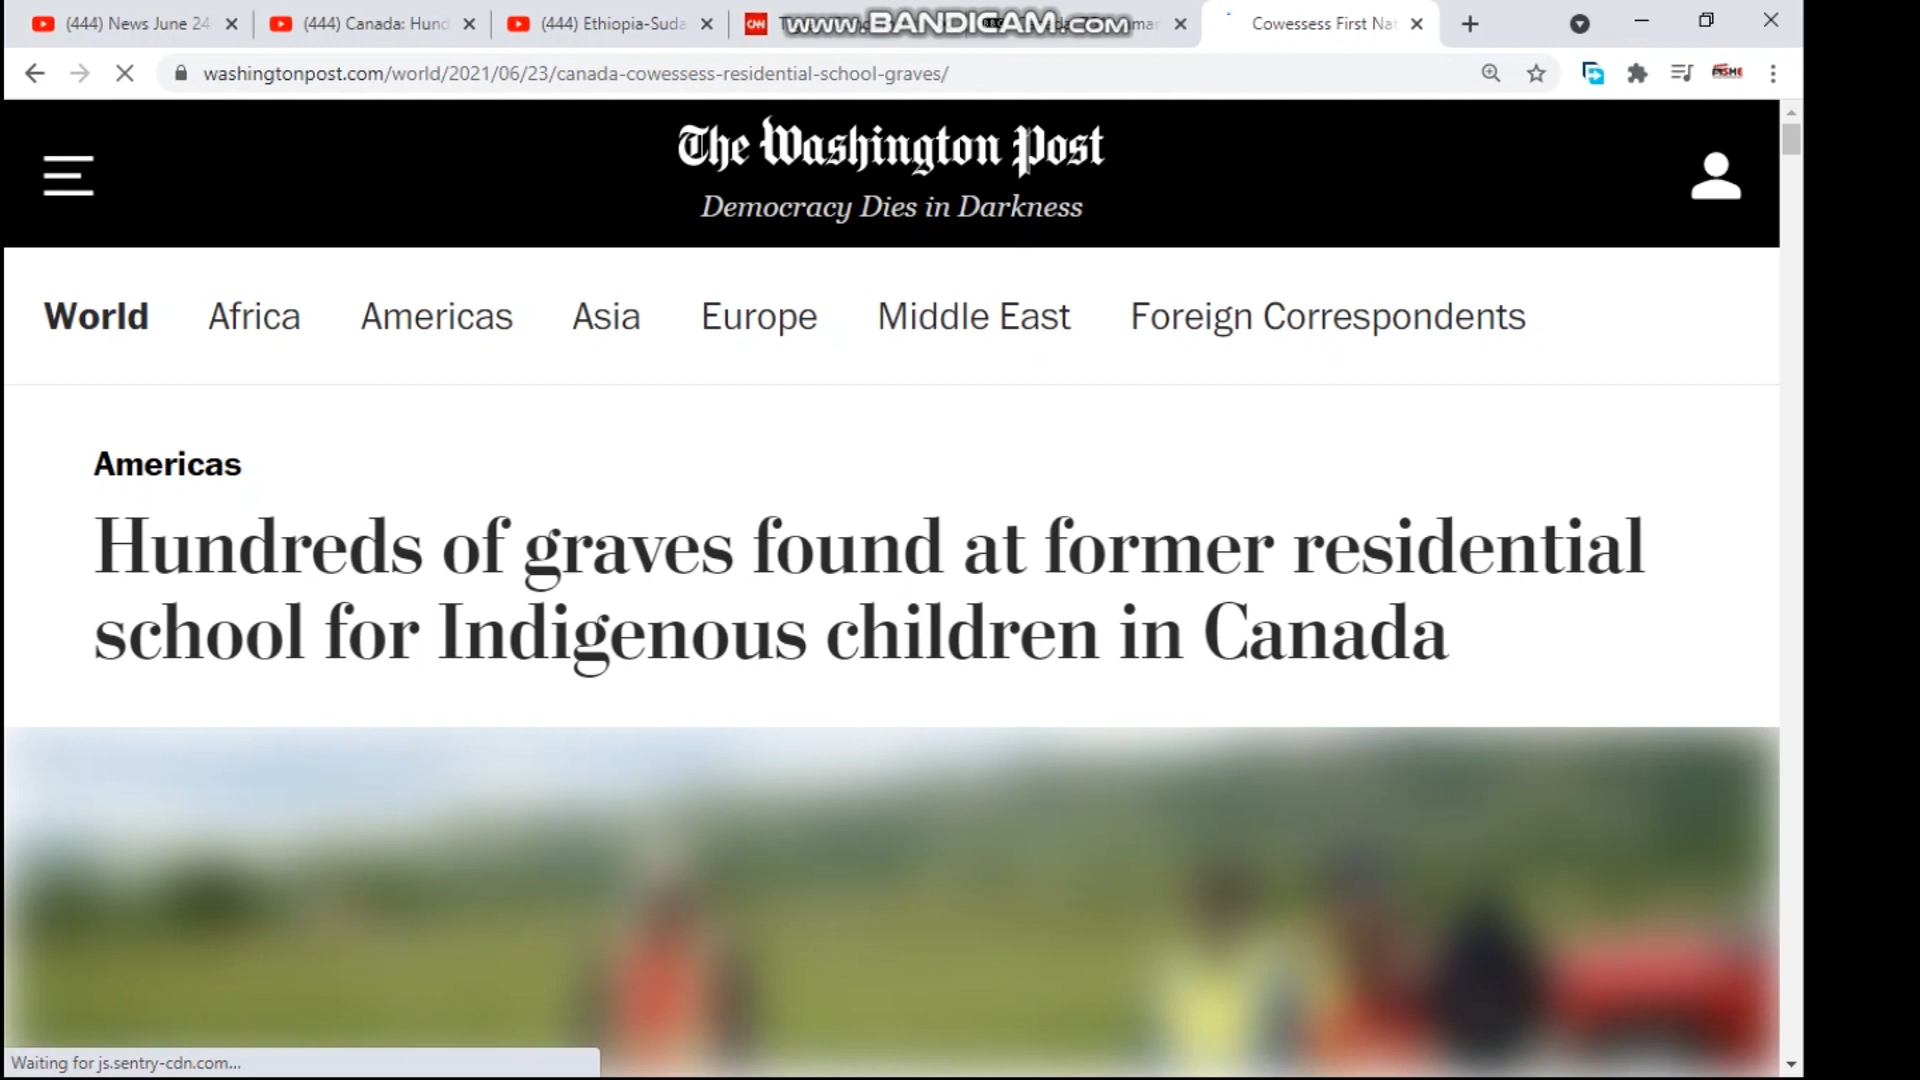 (444) News June 24
(444) Canada: Hund
(444) Ethiopia-Suda
CNN
www.BANDICAM.com
Cowessess First Nat
washingtonpost.com/world/2021/06/23/canada-cowessess-residential-school-graves/
The Washington Post
Democracy Dies in Darkness
World Africa Americas Asia Europe Middle East Foreign Correspondents
Americas
Hundreds of graves found at former residential
school for Indigenous children in Canada
Waiting for js.sentry-cdn.com...